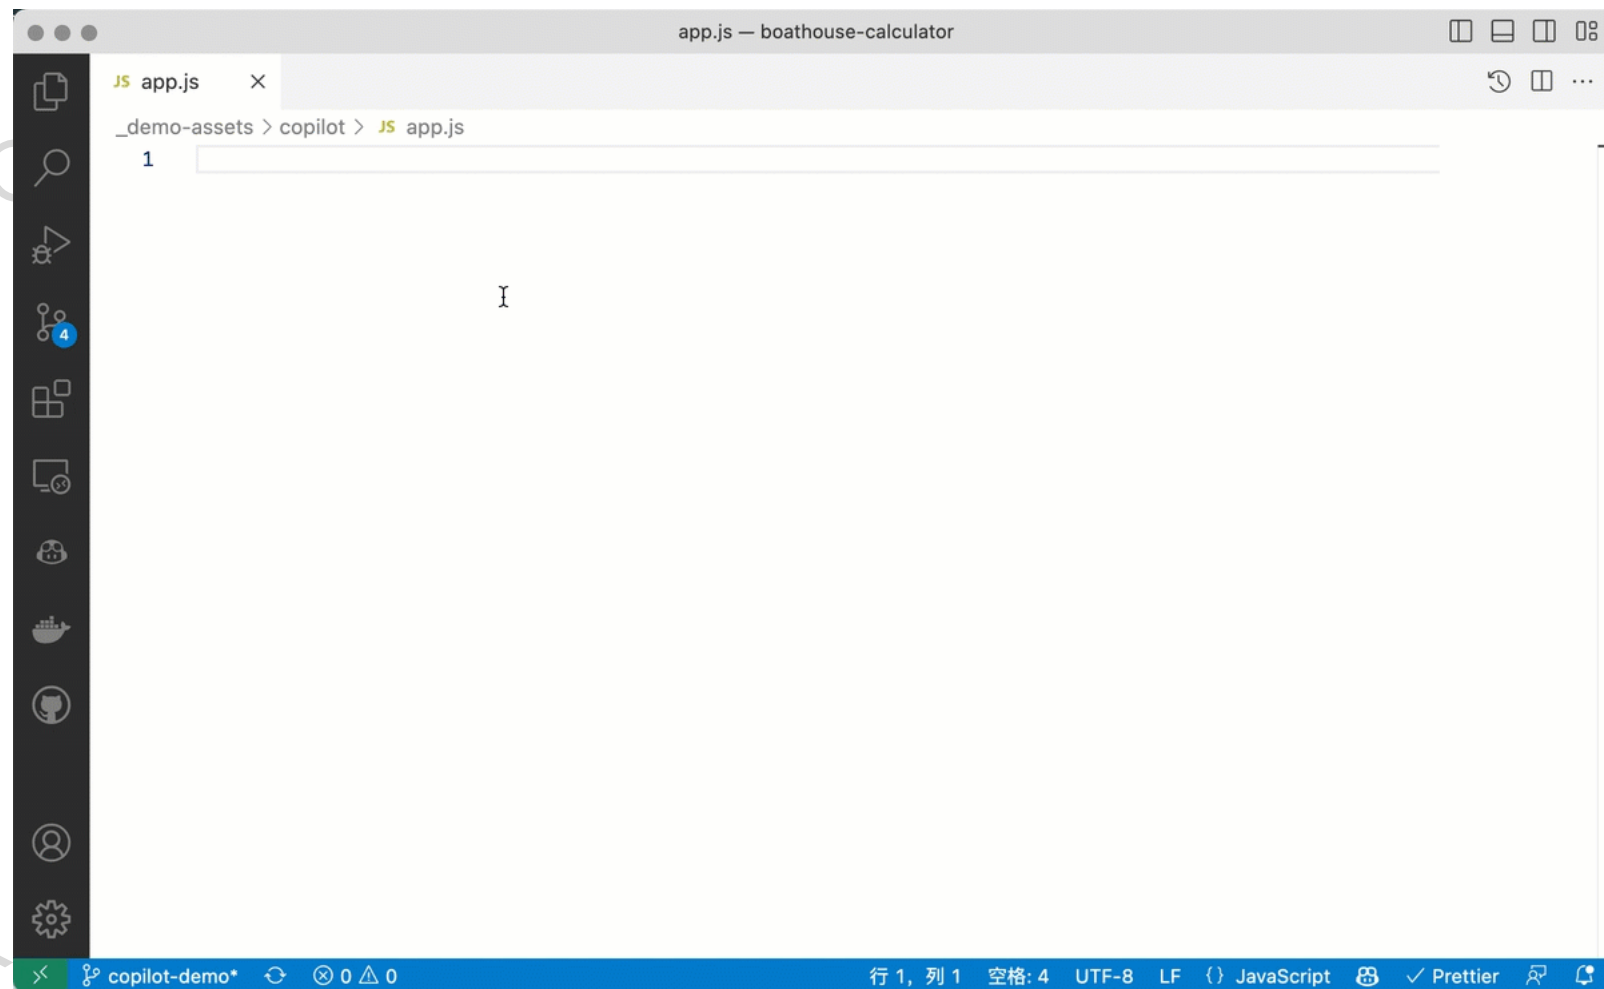 app.js — boathouse-calculator
JS app.js
_demo-assets > copilot > JS app.js
1
4
copilot-demo* 0 0 行 1, 列 1 空格: 4 UTF-8 LF {} JavaScript Prettier